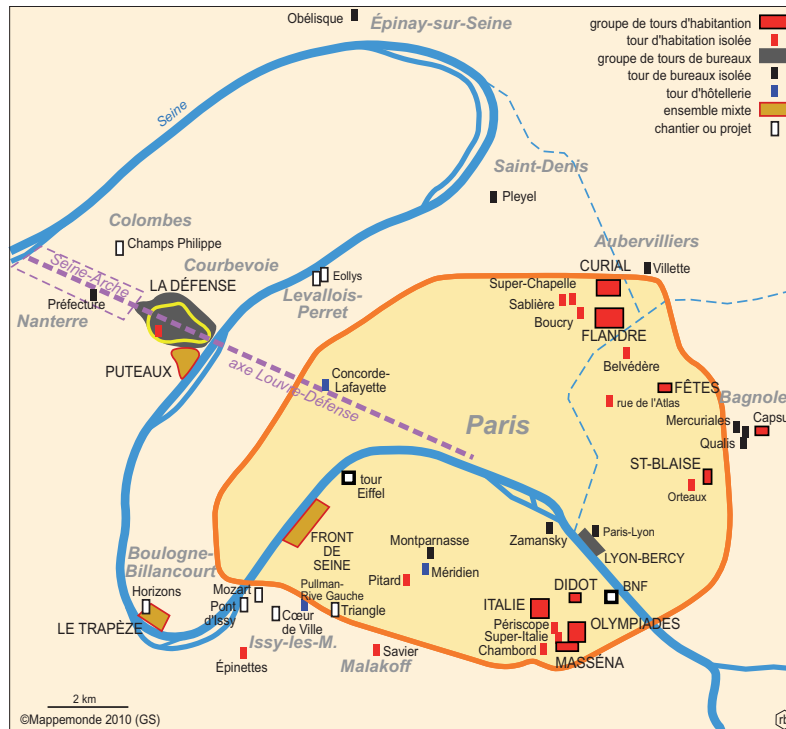 Obélisque
Épinay-sur-Seine
groupe de tours d'habitantion
tour d'habitation isolée
groupe de tours de bureaux
tour de bureaux isolée
tour d'hôtellerie
ensemble mixte
chantier ou projet
Seine
Saint-Denis
Pleyel
Colombes
Champs Philippe
Courbevoie
Aubervilliers
CURIAL
Villette
Seine-Arche
LA DÉFENSE
Préfecture
Nanterre
Eollys
Levallois-
Perret
Super-Chapelle
Sablière
Boucry
FLANDRE
PUTEAUX
axe Louvre-Défense
Concorde-
Lafayette
Belvédère
FÊTES
rue de l'Atlas
Bagnole
Mercuriales
Capsu
Qualis
Paris
ST-BLAISE
Orteaux
tour
Eiffel
FRONT
DE
SEINE
Montparnasse
Méridien
Pitard
Zamansky
Paris-Lyon
LYON-BERCY
Boulogne-
Billancourt
Horizons
LE TRAPÈZE
Mozart
Pont
d'Issy
Pullman-
Rive Gauche
Cœur
de Ville
Triangle
Issy-les-M.
Épinettes
Malakoff
Savier
DIDOT
BNF
ITALIE
OLYMPIADES
Périscope
Super-Italie
Chambord
MASSÉNA
2 km
©Mappemonde 2010 (GS)
rb